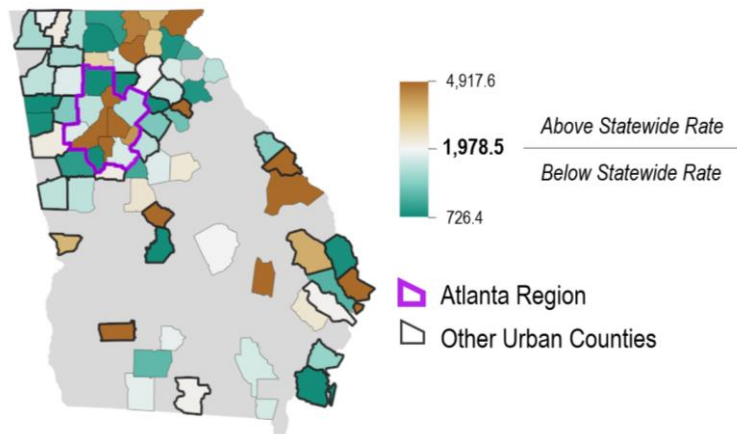 4,917.6
Above Statewide Rate
1,978.5
Below Statewide Rate
726.4
Atlanta Region
Other Urban Counties